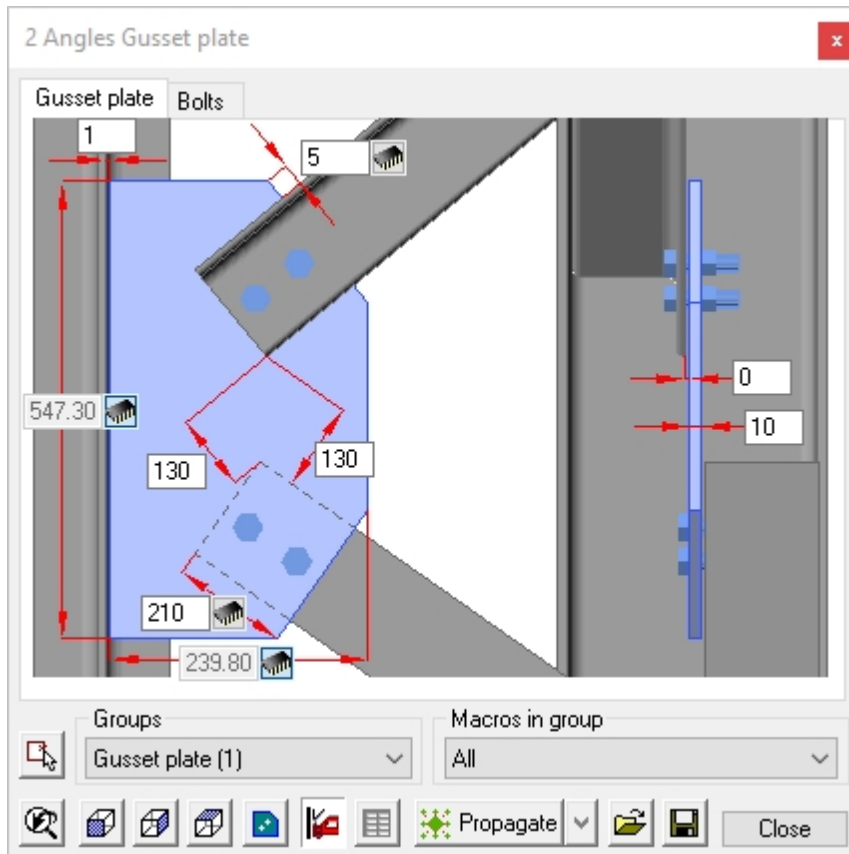 2 Angles Gusset plate
x
Gusset plate
Bolts
1
5
547.30
0
10
130
130
210
239.80
Groups
Macros in group
Gusset plate (1)
All
Propagate
Close